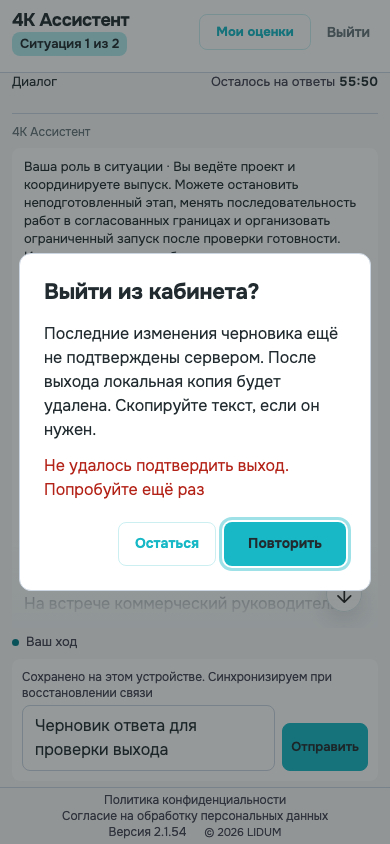 4К Ассистент
Ситуация 1 из 2
Мои оценки
Выйти
Диалог
Осталось на ответы 55:50
4К Ассистент
Ваша роль в ситуации · Вы ведёте проект и
координируете выпуск. Можете остановить
неподготовленный этап, менять последовательность
работ в согласованных границах и организовать
ограниченный запуск после проверки готовности.
Выйти из кабинета?
Последние изменения черновика ещё
не подтверждены сервером. После
выхода локальная копия будет
удалена. Скопируйте текст, если он
нужен.
Не удалось подтвердить выход.
Попробуйте ещё раз
Остаться
Повторить
На встрече коммерческий руководитель
Ваш ход
Сохранено на этом устройстве. Синхронизируем при
восстановлении связи
Черновик ответа для
проверки выхода
Отправить
Политика конфиденциальности
Согласие на обработку персональных данных
Версия 2.1.54 © 2026 LIDUM